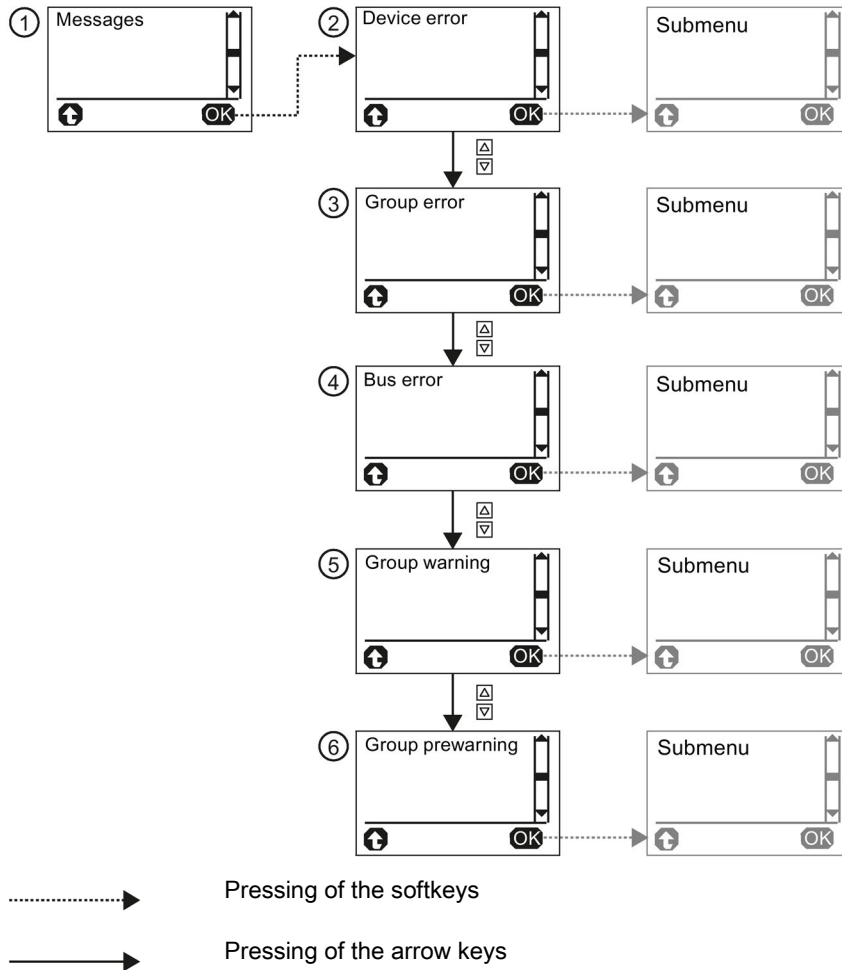 1 Messages
OK
2 Device error
OK
Submenu
OK
3 Group error
OK
Submenu
OK
4 Bus error
OK
Submenu
OK
5 Group warning
OK
Submenu
OK
6 Group prewarning
OK
Submenu
OK
Pressing of the softkeys
Pressing of the arrow keys